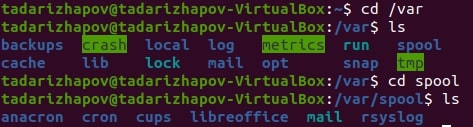 tadarizhapov@tadarizhapov-VirtualBox:~$ cd /var
tadarizhapov@tadarizhapov-VirtualBox:/var$ ls
backups crash local log metrics run spool
cache lib lock mail opt snap tmp
tadarizhapov@tadarizhapov-VirtualBox:/var$ cd spool
tadarizhapov@tadarizhapov-VirtualBox:/var/spool$ ls
anacron cron cups libreoffice mail rsyslog